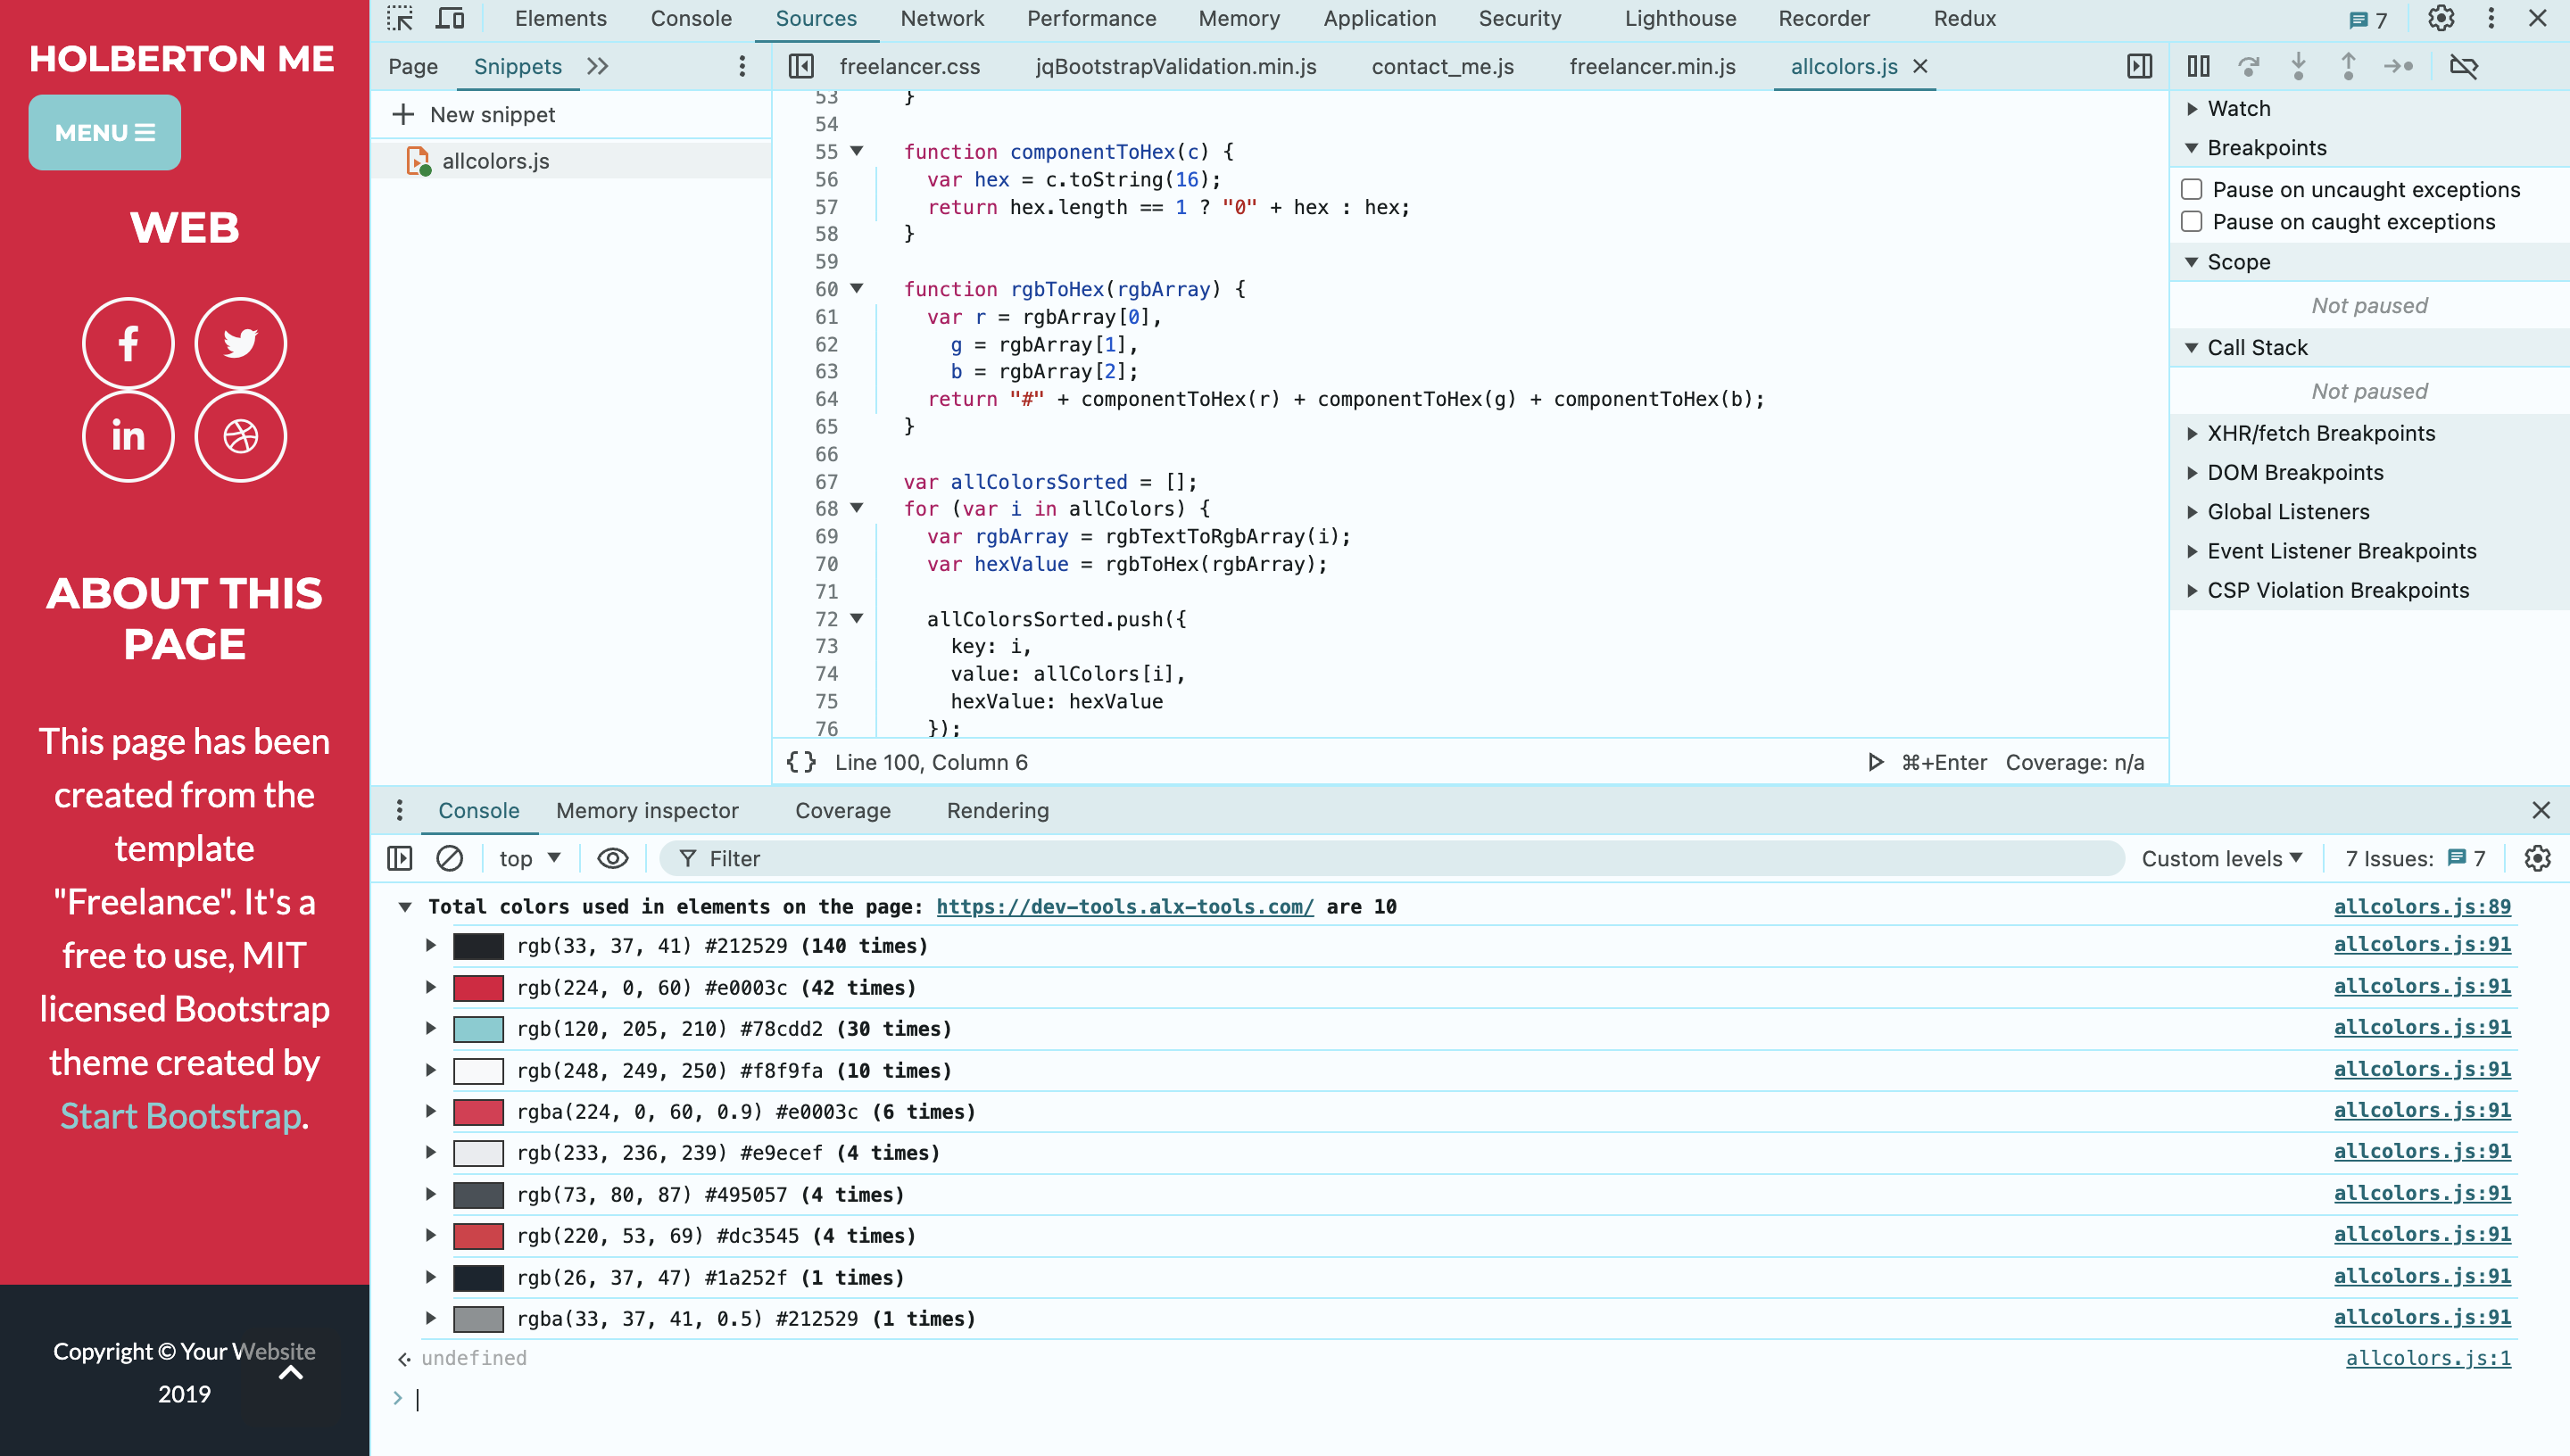 HOLBERTON ME
MENU
WEB
ABOUT THIS
PAGE
This page has been
created from the
template
"Freelance". It's a
free to use, MIT
licensed Bootstrap
theme created by
Start Bootstrap.
Copyright © Your Website
2019
Elements Console Sources Network Performance Memory Application Security Lighthouse Recorder Redux 7
Page Snippets
New snippet
allcolors.js
freelancer.css jqBootstrapValidation.min.js contact_me.js freelancer.min.js allcolors.js
53 }
54
55 function componentToHex(c) {
56 var hex = c.toString(16);
57 return hex.length == 1 ? "0" + hex : hex;
58 }
59
60 function rgbToHex(rgbArray) {
61 var r = rgbArray[0],
62 g = rgbArray[1],
63 b = rgbArray[2];
64 return "#" + componentToHex(r) + componentToHex(g) + componentToHex(b);
65 }
66
67 var allColorsSorted = [];
68 for (var i in allColors) {
69 var rgbArray = rgbTextToRgbArray(i);
70 var hexValue = rgbToHex(rgbArray);
71
72 allColorsSorted.push({
73 key: i,
74 value: allColors[i],
75 hexValue: hexValue
76 });
{} Line 100, Column 6 ⌘+Enter Coverage: n/a
Watch
Breakpoints
Pause on uncaught exceptions
Pause on caught exceptions
Scope
Not paused
Call Stack
Not paused
XHR/fetch Breakpoints
DOM Breakpoints
Global Listeners
Event Listener Breakpoints
CSP Violation Breakpoints
Console Memory inspector Coverage Rendering
top Filter Custom levels 7 Issues: 7
Total colors used in elements on the page: https://dev-tools.alx-tools.com/ are 10 allcolors.js:89
rgb(33, 37, 41) #212529 (140 times) allcolors.js:91
rgb(224, 0, 60) #e0003c (42 times) allcolors.js:91
rgb(120, 205, 210) #78cdd2 (30 times) allcolors.js:91
rgb(248, 249, 250) #f8f9fa (10 times) allcolors.js:91
rgba(224, 0, 60, 0.9) #e0003c (6 times) allcolors.js:91
rgb(233, 236, 239) #e9ecef (4 times) allcolors.js:91
rgb(73, 80, 87) #495057 (4 times) allcolors.js:91
rgb(220, 53, 69) #dc3545 (4 times) allcolors.js:91
rgb(26, 37, 47) #1a252f (1 times) allcolors.js:91
rgba(33, 37, 41, 0.5) #212529 (1 times) allcolors.js:91
undefined allcolors.js:1